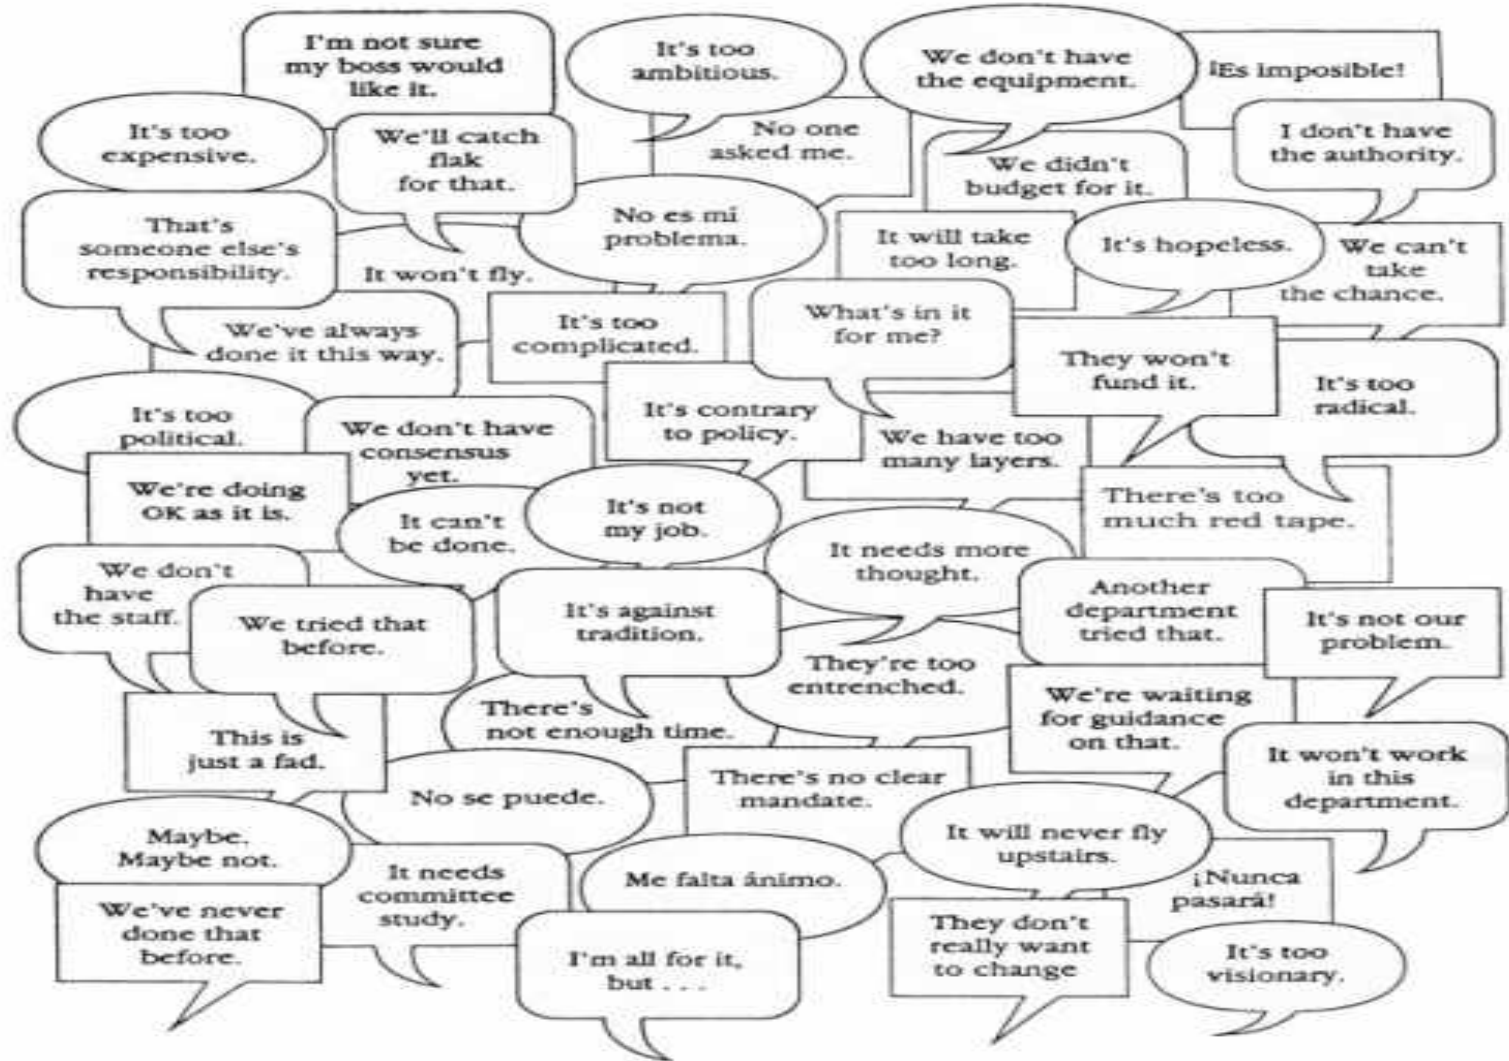 I'm not sure
my boss would
like it.
It's too
ambitious.
We don't have
the equipment.
¡Es imposible!
It's too
expensive.
We'll catch
flak
for that.
No one
asked me.
We didn't
budget for it.
I don't have
the authority.
That's
someone else's
responsibility.
It won't fly.
No es mi
problema.
It will take
too long.
It's hopeless.
We can't
take
the chance.
We've always
done it this way.
It's too
complicated.
What's in it
for me?
They won't
fund it.
It's too
radical.
It's too
political.
We don't have
consensus
yet.
It's contrary
to policy.
We have too
many layers.
We're doing
OK as it is.
It can't
be done.
It's not
my job.
It needs more
thought.
There's too
much red tape.
We don't
have
the staff.
We tried that
before.
It's against
tradition.
They're too
entrenched.
Another
department
tried that.
It's not our
problem.
This is
just a fad.
There's
not enough time.
We're waiting
for guidance
on that.
It won't work
in this
department.
No se puede.
There's no clear
mandate.
Maybe.
Maybe not.
It needs
committee
study.
Me falta ánimo.
It will never fly
upstairs.
¡Nunca
pasará!
We've never
done that
before.
I'm all for it,
but . . .
They don't
really want
to change
It's too
visionary.